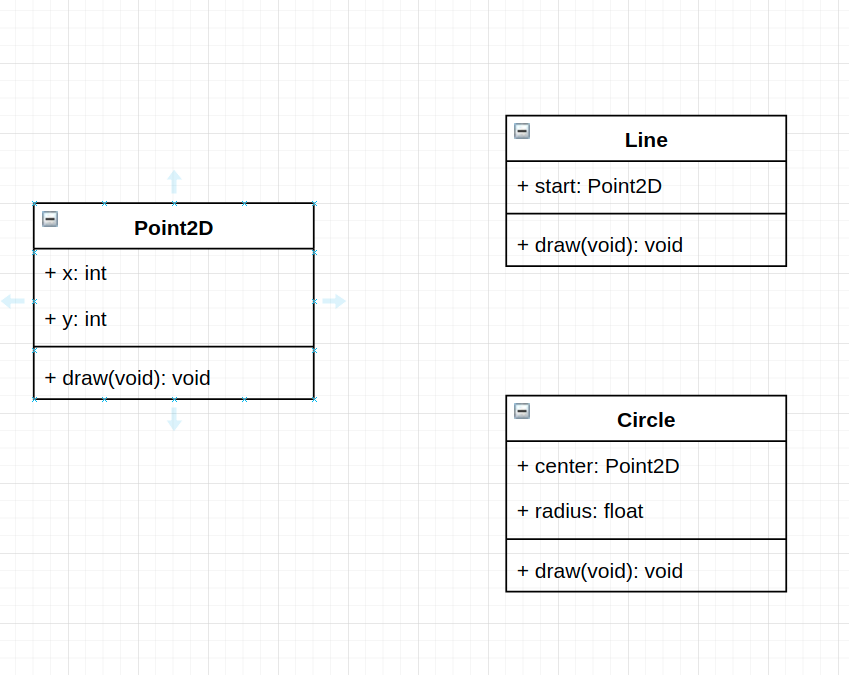 Point2D
+ x: int
+ y: int
+ draw(void): void
Line
+ start: Point2D
+ draw(void): void
Circle
+ center: Point2D
+ radius: float
+ draw(void): void